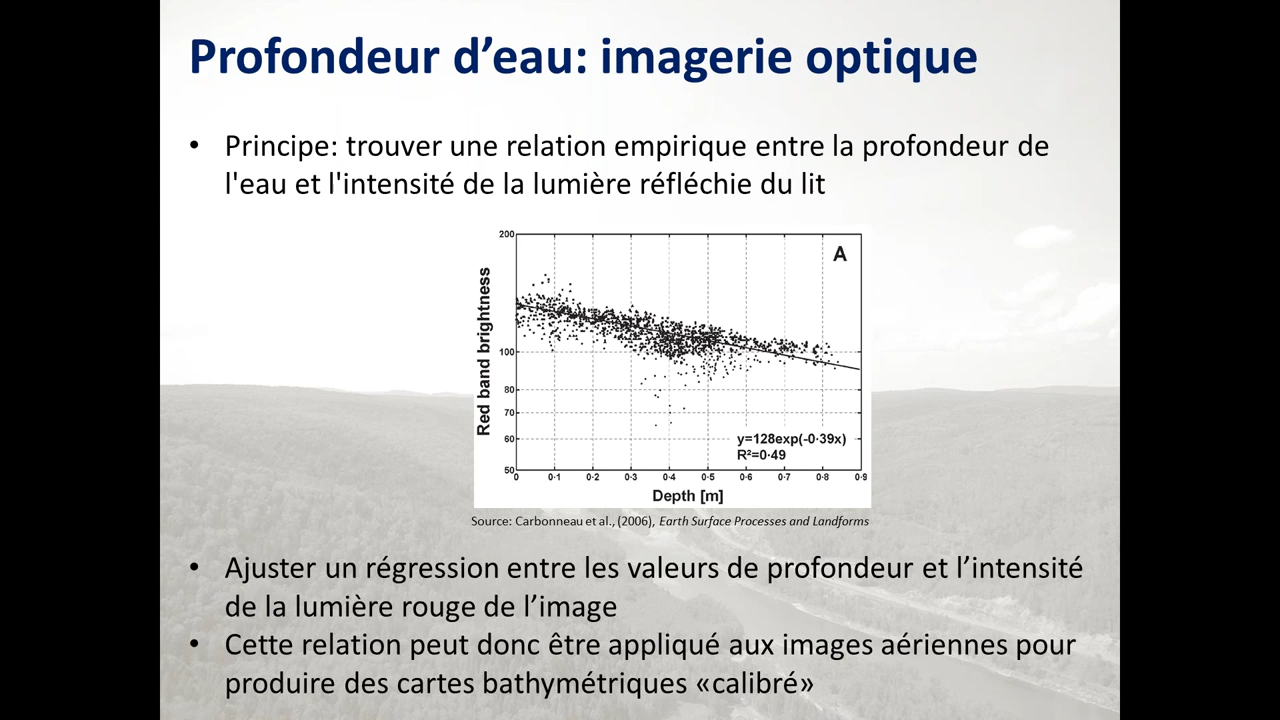 Profondeur d’eau: imagerie optique
• Principe: trouver une relation empirique entre la profondeur de
l'eau et l'intensité de la lumière réfléchie du lit
200
A
100
80
70
60
50
Red band brightness
y=128exp(-0·39x)
R²=0·49
0 0·1 0·2 0·3 0·4 0·5 0·6 0·7 0·8 0·9
Depth [m]
Source: Carbonneau et al., (2006), Earth Surface Processes and Landforms
• Ajuster un régression entre les valeurs de profondeur et l’intensité
de la lumière rouge de l’image
• Cette relation peut donc être appliqué aux images aériennes pour
produire des cartes bathymétriques «calibré»